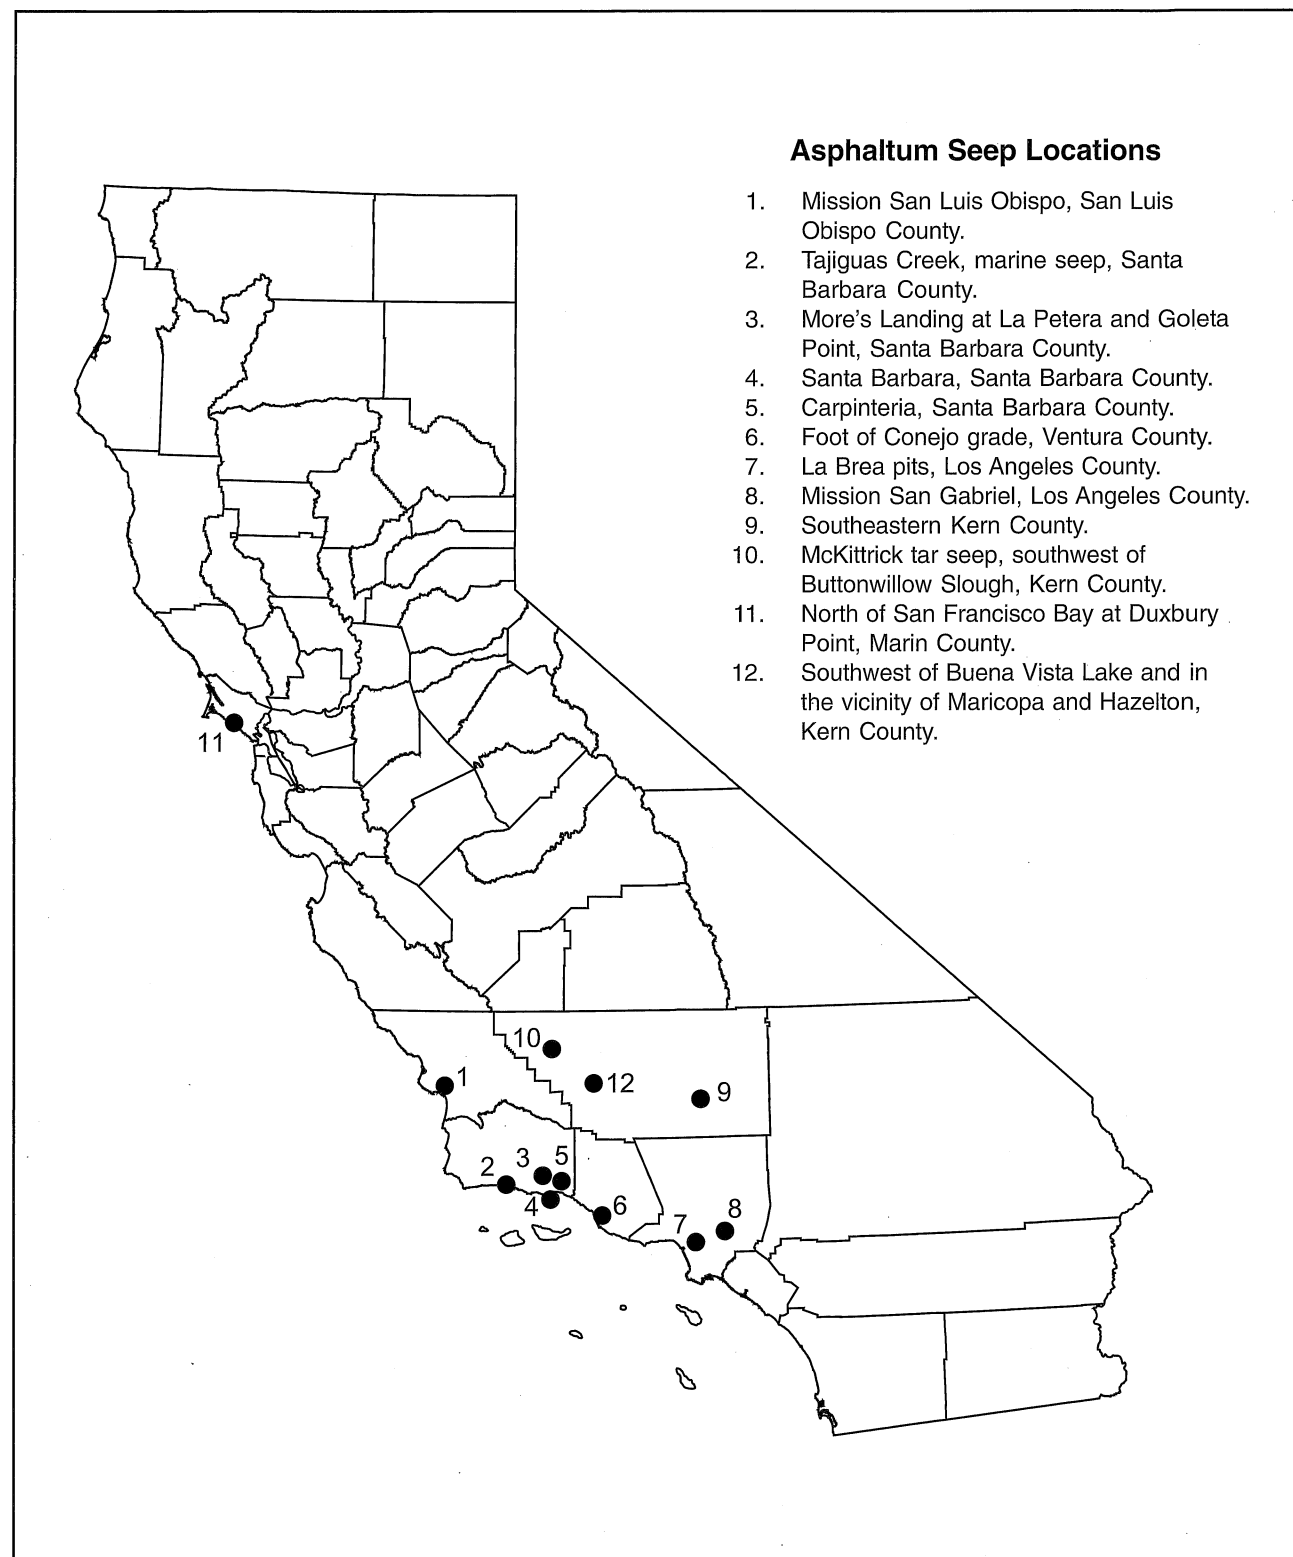 Asphaltum Seep Locations
1. Mission San Luis Obispo, San Luis
Obispo County.
2. Tajiguas Creek, marine seep, Santa
Barbara County.
3. More's Landing at La Petera and Goleta
Point, Santa Barbara County.
4. Santa Barbara, Santa Barbara County.
5. Carpinteria, Santa Barbara County.
6. Foot of Conejo grade, Ventura County.
7. La Brea pits, Los Angeles County.
8. Mission San Gabriel, Los Angeles County.
9. Southeastern Kern County.
10. McKittrick tar seep, southwest of
Buttonwillow Slough, Kern County.
11. North of San Francisco Bay at Duxbury
Point, Marin County.
12. Southwest of Buena Vista Lake and in
the vicinity of Maricopa and Hazelton,
Kern County.
11
10
1
12
9
2
3
5
4
6
7
8